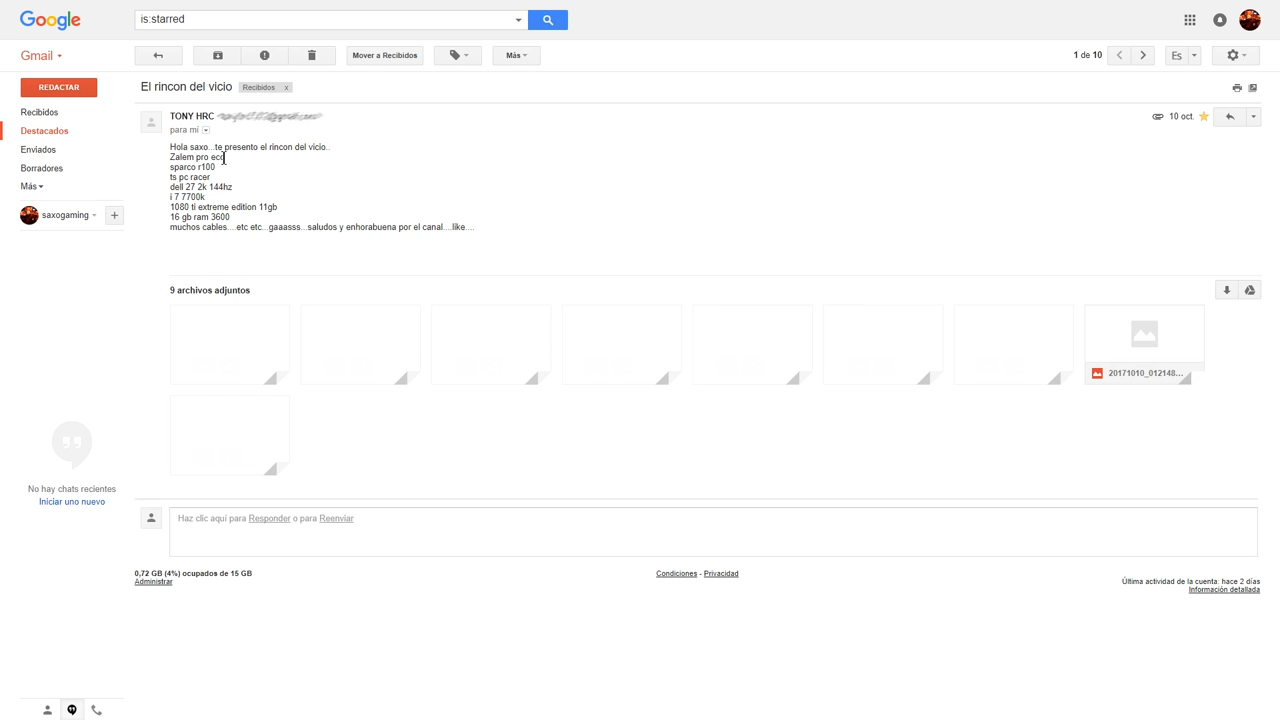 Google
is:starred
Gmail
Mover a Recibidos
Más
1 de 10
Es
REDACTAR
El rincon del vicio
Recibidos x
Recibidos
Destacados
Enviados
Borradores
Más
saxogaming
TONY HRC
10 oct.
para mí
Hola saxo...te presento el rincon del vicio..
Zalem pro eco
sparco r100
ts pc racer
dell 27 2k 144hz
i 7 7700k
1080 ti extreme edition 11gb
16 gb ram 3600
muchos cables....etc etc...gaaasss...saludos y enhorabuena por el canal....like....
9 archivos adjuntos
20171010_012148...
No hay chats recientes
Iniciar uno nuevo
Haz clic aquí para Responder o para Reenviar
0,72 GB (4%) ocupados de 15 GB
Administrar
Condiciones - Privacidad
Última actividad de la cuenta: hace 2 días
Información detallada